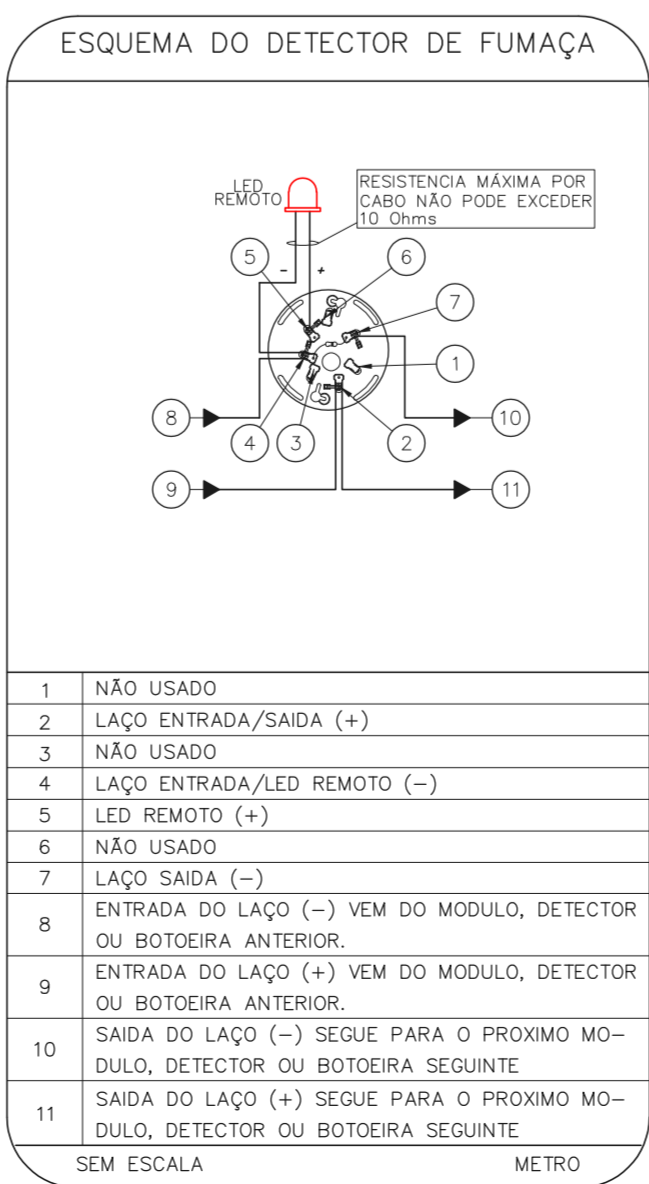 ESQUEMA DO DETECTOR DE FUMAÇA
LED
REMOTO
RESISTENCIA MÁXIMA POR
CABO NÃO PODE EXCEDER
10 Ohms
5
6
- +
7
1
8
10
4
3
2
9
11
1 NÃO USADO
2 LAÇO ENTRADA/SAIDA (+)
3 NÃO USADO
4 LAÇO ENTRADA/LED REMOTO (-)
5 LED REMOTO (+)
6 NÃO USADO
7 LAÇO SAIDA (-)
8 ENTRADA DO LAÇO (-) VEM DO MODULO, DETECTOR
OU BOTOEIRA ANTERIOR.
9 ENTRADA DO LAÇO (+) VEM DO MODULO, DETECTOR
OU BOTOEIRA ANTERIOR.
10 SAIDA DO LAÇO (-) SEGUE PARA O PROXIMO MO-
DULO, DETECTOR OU BOTOEIRA SEGUINTE
11 SAIDA DO LAÇO (+) SEGUE PARA O PROXIMO MO-
DULO, DETECTOR OU BOTOEIRA SEGUINTE
SEM ESCALA METRO